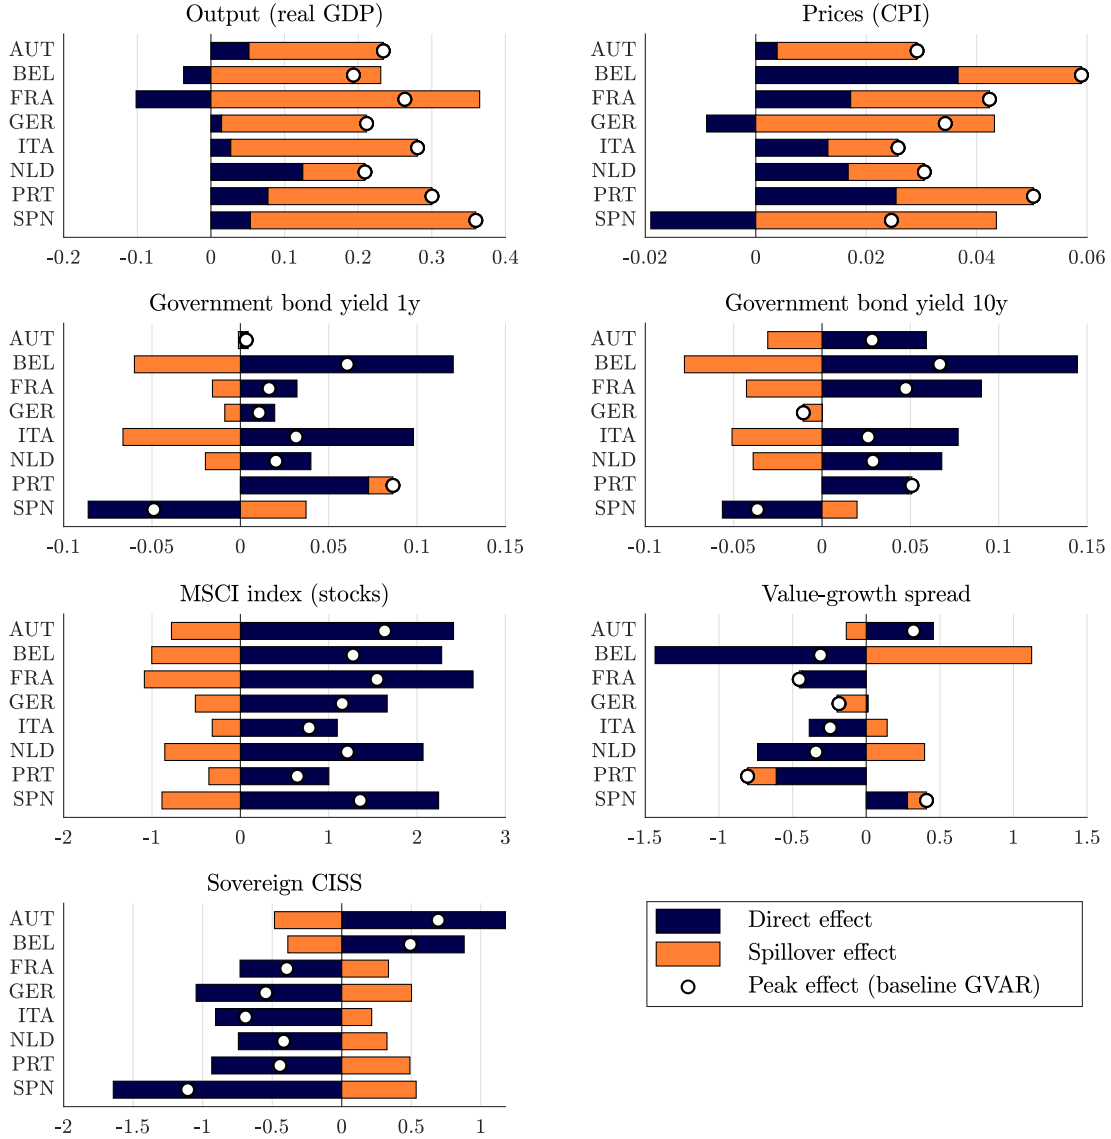 Output (real GDP)
AUT
BEL
FRA
GER
ITA
NLD
PRT
SPN
-0.2 -0.1 0 0.1 0.2 0.3 0.4
Prices (CPI)
AUT
BEL
FRA
GER
ITA
NLD
PRT
SPN
-0.02 0 0.02 0.04 0.06
Government bond yield 1y
AUT
BEL
FRA
GER
ITA
NLD
PRT
SPN
-0.1 -0.05 0 0.05 0.1 0.15
Government bond yield 10y
AUT
BEL
FRA
GER
ITA
NLD
PRT
SPN
-0.1 -0.05 0 0.05 0.1 0.15
MSCI index (stocks)
AUT
BEL
FRA
GER
ITA
NLD
PRT
SPN
-2 -1 0 1 2 3
Value-growth spread
AUT
BEL
FRA
GER
ITA
NLD
PRT
SPN
-1.5 -1 -0.5 0 0.5 1 1.5
Sovereign CISS
AUT
BEL
FRA
GER
ITA
NLD
PRT
SPN
-2 -1.5 -1 -0.5 0 0.5 1
Direct effect
Spillover effect
Peak effect (baseline GVAR)